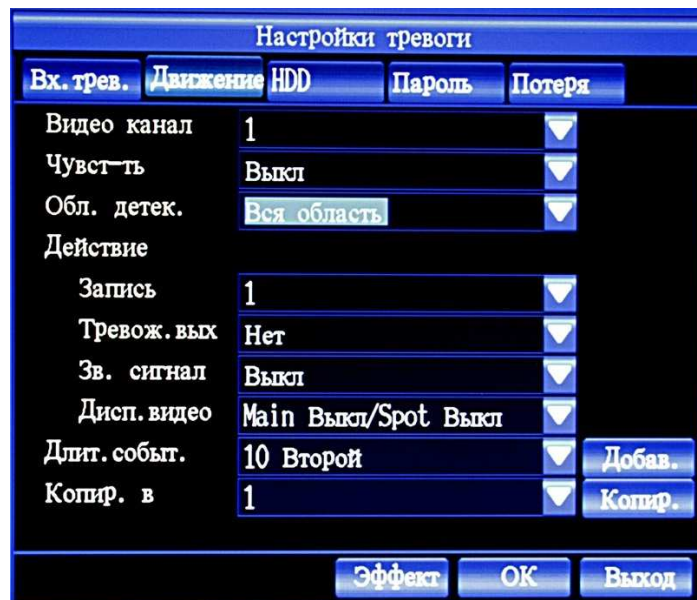 Настройки тревоги
Вх.трев. Движение HDD Пароль Потеря
Видео канал 1
Чувст-ть Выкл
Обл. детек. Вся область
Действие
Запись 1
Тревож.вых Нет
Зв. сигнал Выкл
Дисп.видео Main Выкл/Spot Выкл
Длит.событ. 10 Второй Добав.
Копир. в 1 Копир.
Эффект ОК Выход